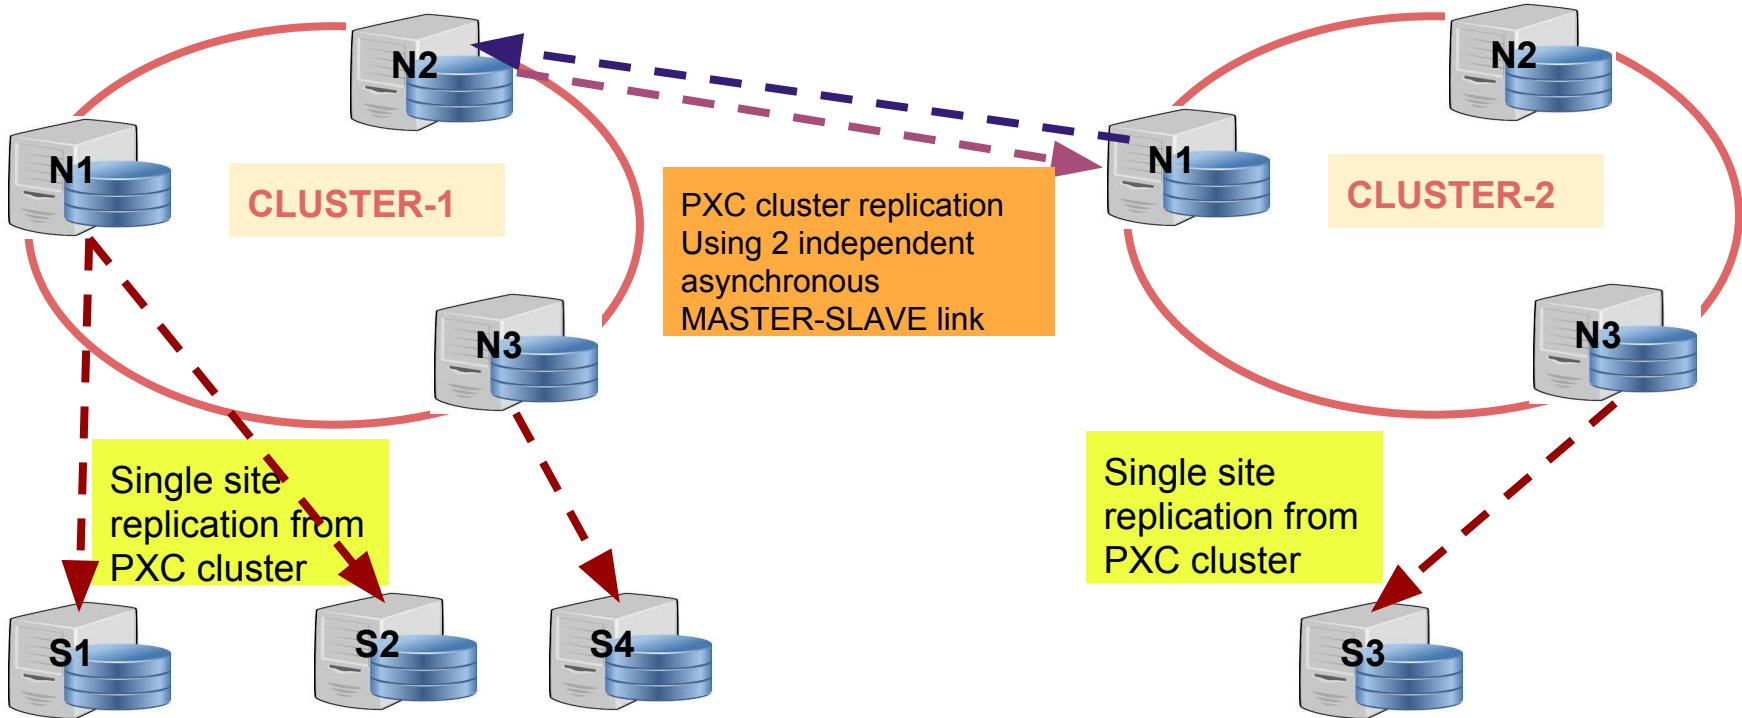 N2
N2
N1
N1
CLUSTER-1
CLUSTER-2
PXC cluster replication
Using 2 independent
asynchronous
MASTER-SLAVE link
N3
N3
Single site
replication from
PXC cluster
Single site
replication from
PXC cluster
S1
S2
S4
S3